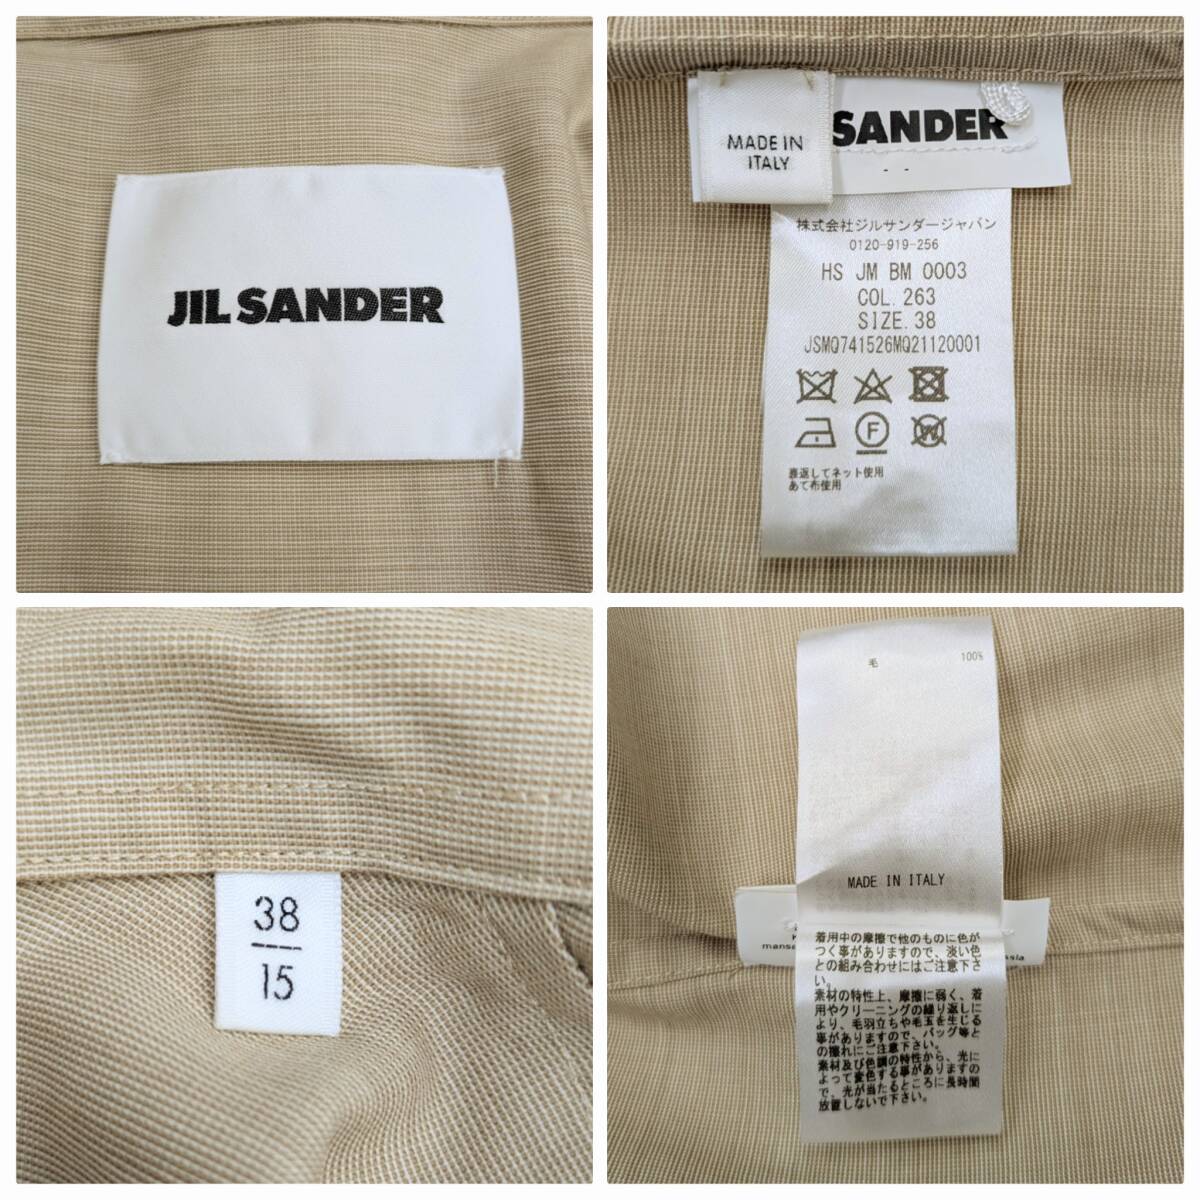 JIL SANDER
SANDER
MADE IN
ITALY
- -
株式会社ジルサンダージャパン
0120-919-256
HS JM BM 0003
COL. 263
SIZE. 38
JSMQ741526MQ21120001
F
W
裏返してネット使用
あて布使用
38
15
毛 100%
MADE IN ITALY
着用中の摩擦で他のものに色が
つく事がありますので、淡い色
との組み合わせにはご注意下さ
い。
素材の特性上、摩擦に弱く、着
用やクリーニングの繰り返しに
より、毛羽立ちや毛玉を生じる
事がありますので、バッグ等と
の擦れにご注意下さい。
素材及び色調の特性から、光に
よって変色する事がありますの
で、光が当たるところに長時間
放置しないで下さい。